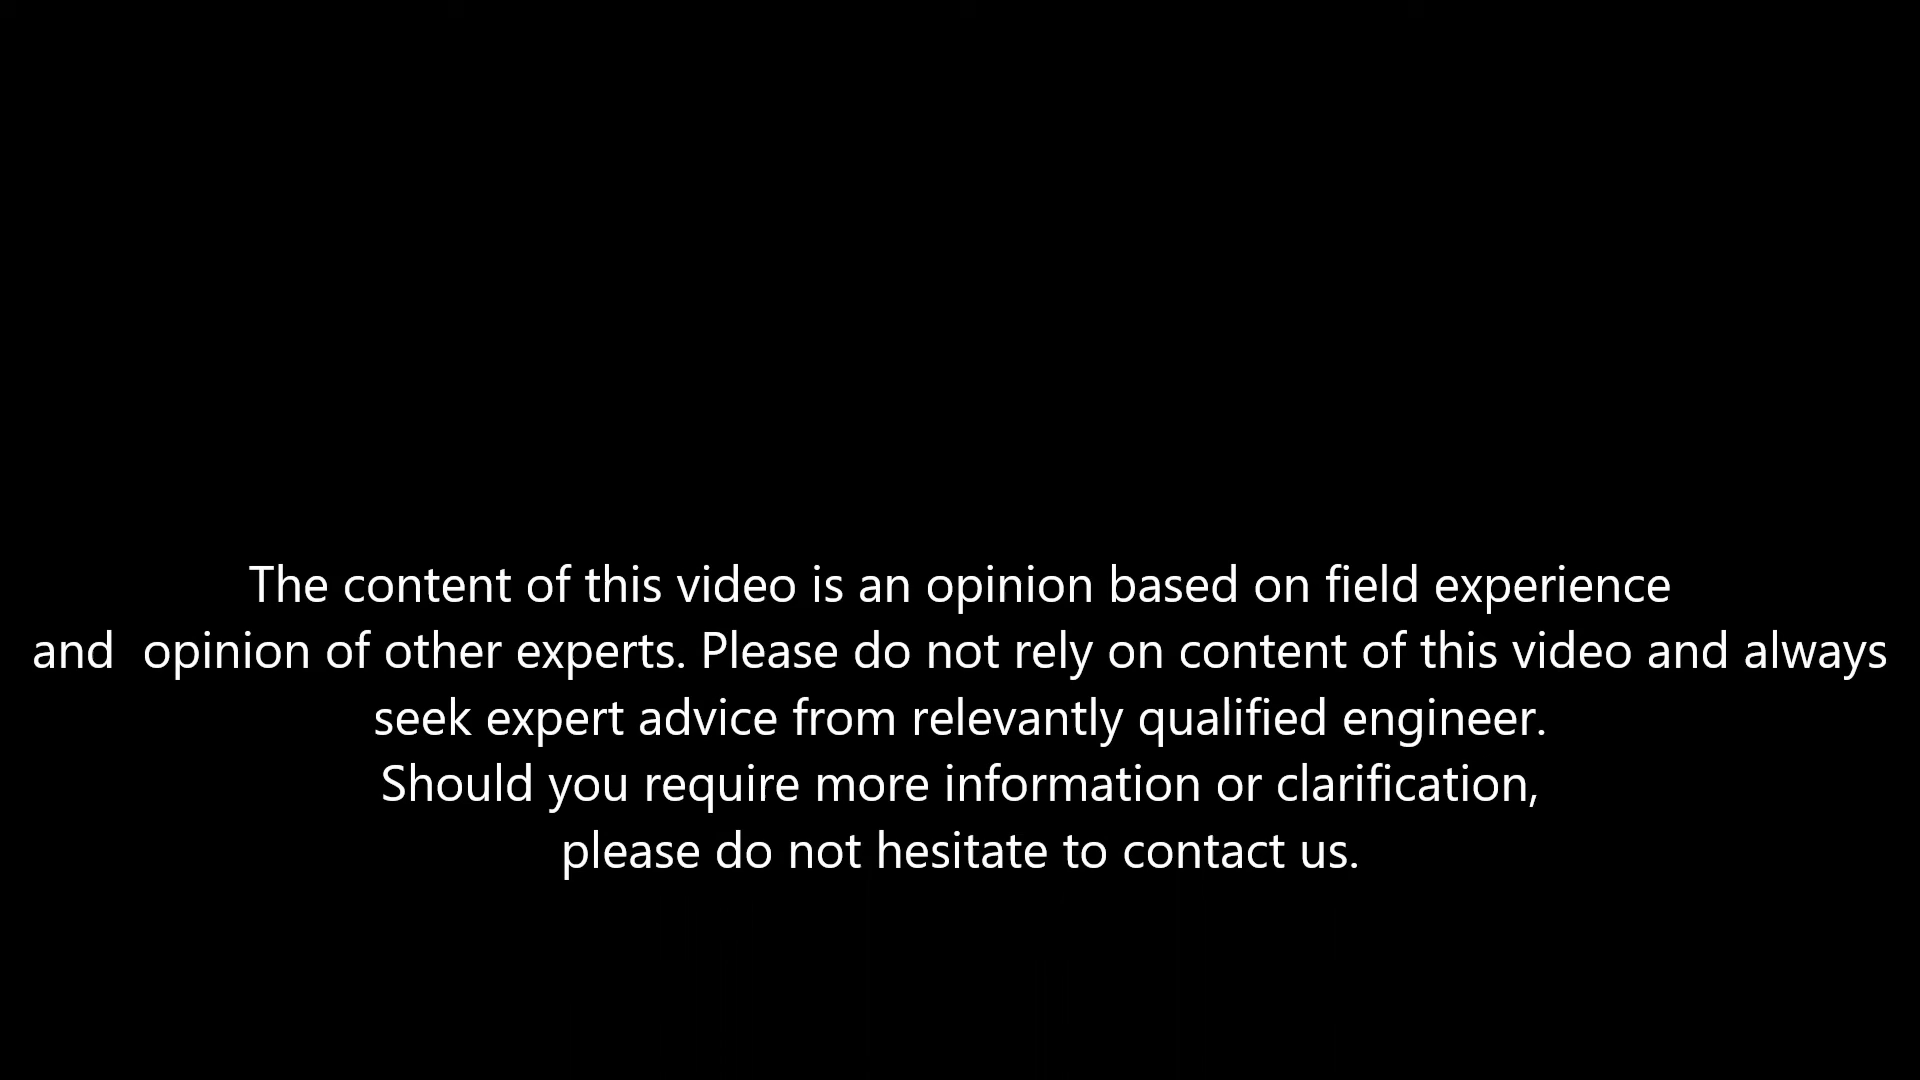 The content of this video is an opinion based on field experience
and  opinion of other experts. Please do not rely on content of this video and always
seek expert advice from relevantly qualified engineer.
Should you require more information or clarification,
please do not hesitate to contact us.